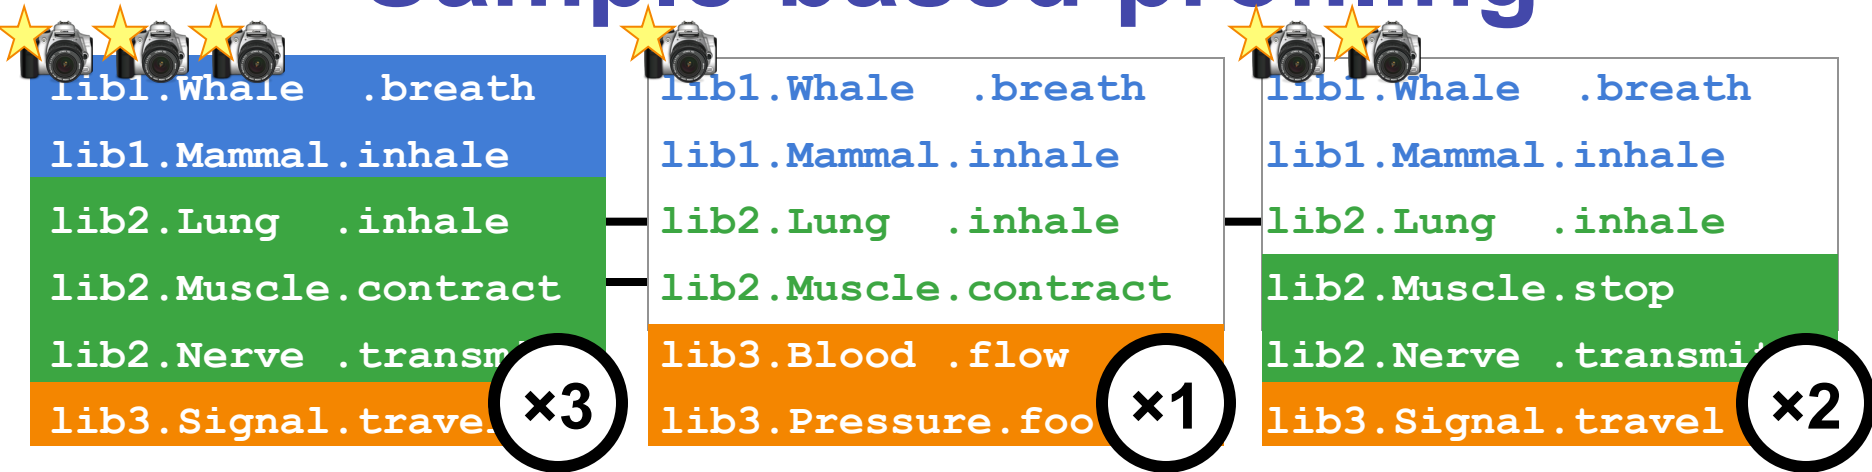 Sample-based profiling
lib1.Whale .breath
lib1.Mammal.inhale
lib2.Lung .inhale
lib2.Muscle.contract
lib2.Nerve .transm
lib3.Signal.trave
×3
lib1.Whale .breath
lib1.Mammal.inhale
lib2.Lung .inhale
lib2.Muscle.contract
lib3.Blood .flow
lib3.Pressure.foo
×1
lib1.Whale .breath
lib1.Mammal.inhale
lib2.Lung .inhale
lib2.Muscle.stop
lib2.Nerve .transmi
lib3.Signal.travel
×2